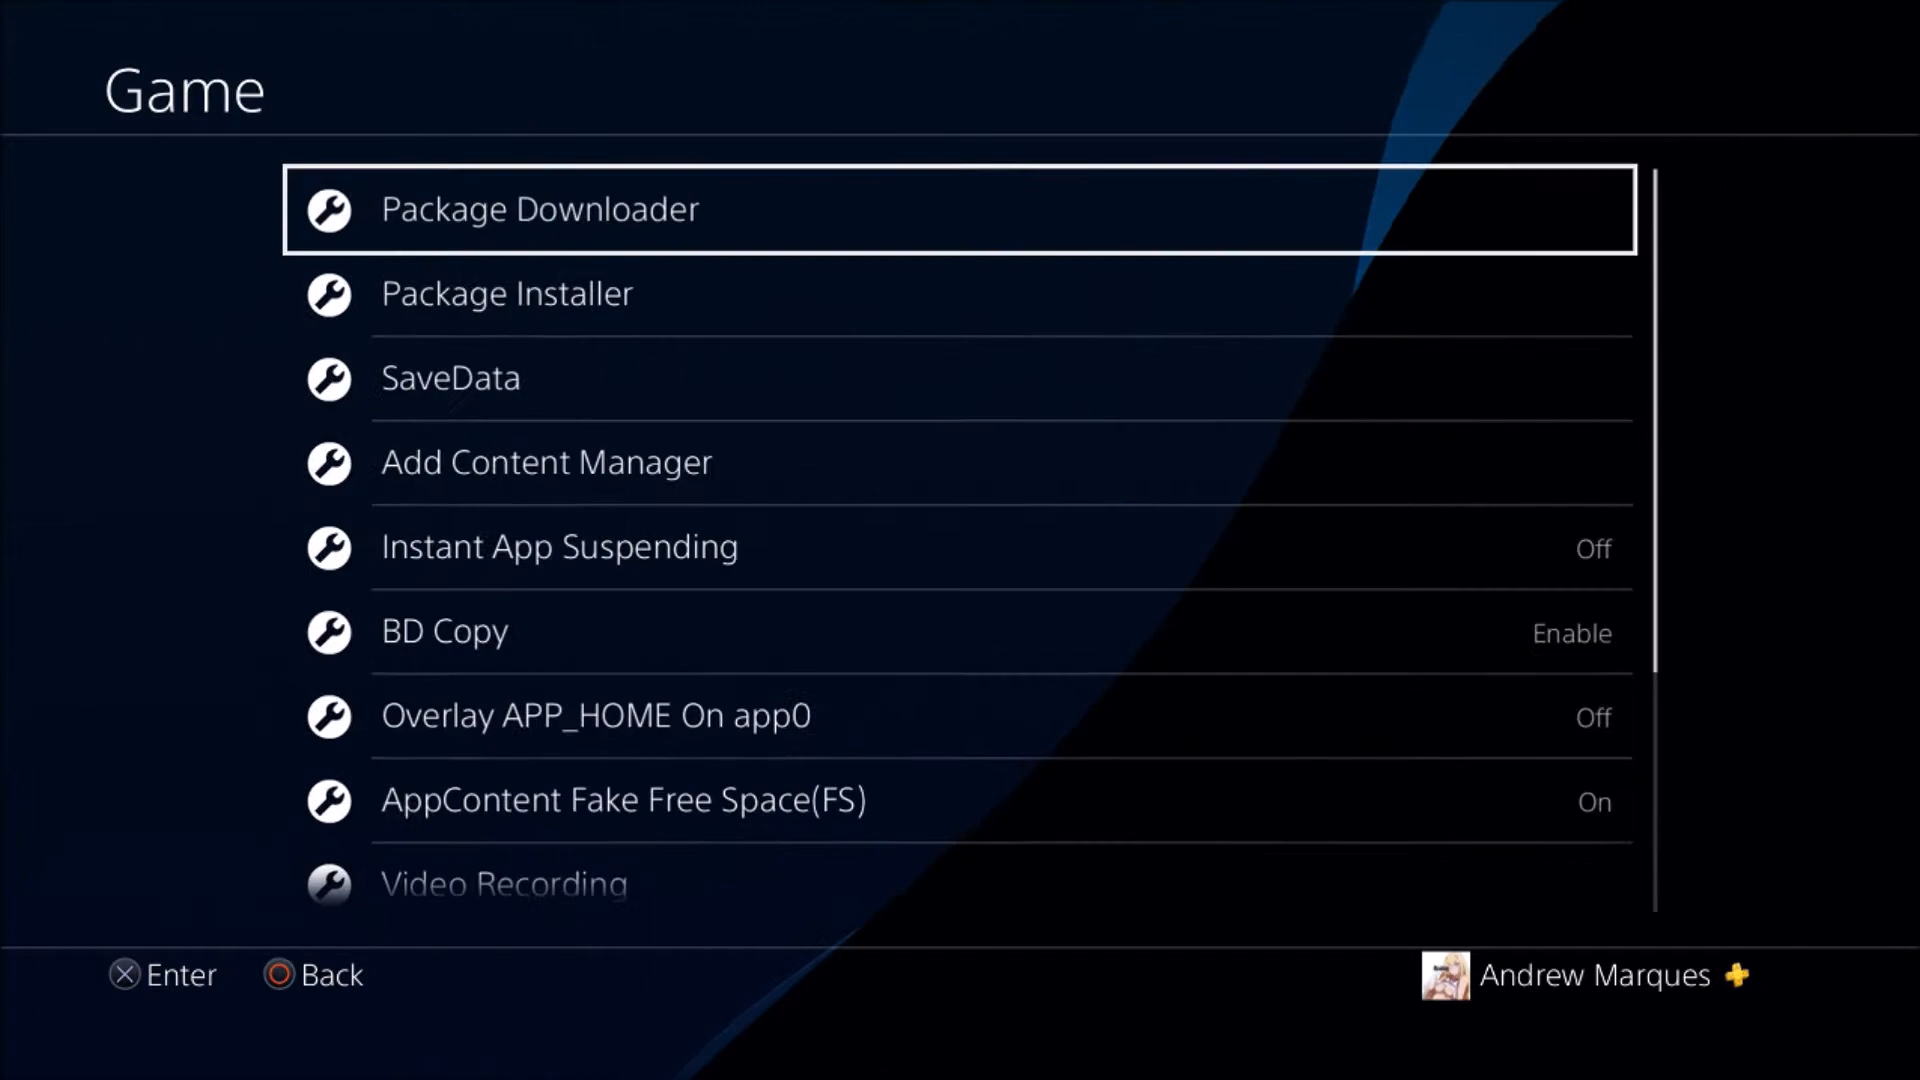 Game
Package Downloader
Package Installer
SaveData
Add Content Manager
Instant App Suspending
Off
BD Copy
Enable
Overlay APP_HOME On app0
Off
AppContent Fake Free Space(FS)
On
Video Recording
Enter
Back
Andrew Marques